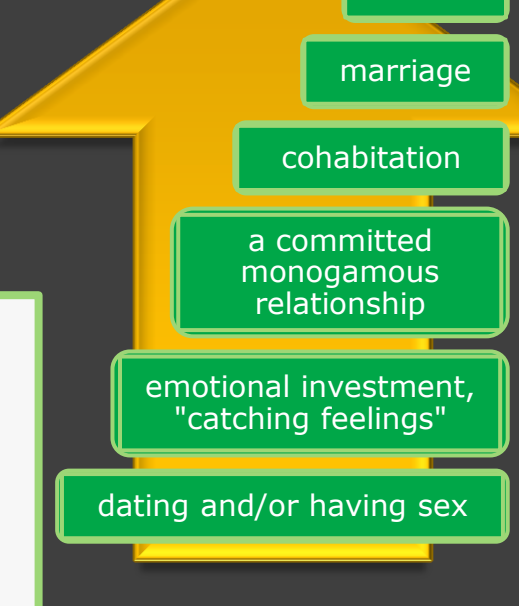 marriage
cohabitation
a committed
monogamous
relationship
emotional investment,
"catching feelings"
dating and/or having sex